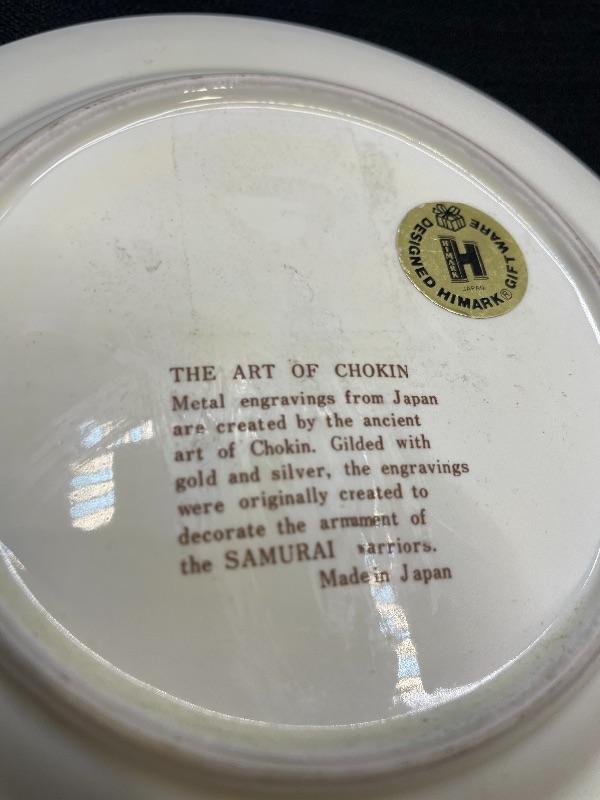 DESIGNED HIMARK® GIFTWARE
H
HIMARK
JAPAN
THE ART OF CHOKIN
Metal engravings from Japan
are created by the ancient
art of Chokin. Gilded with
gold and silver, the engravings
were originally created to
decorate the armament of
the SAMURAI warriors.
Made in Japan